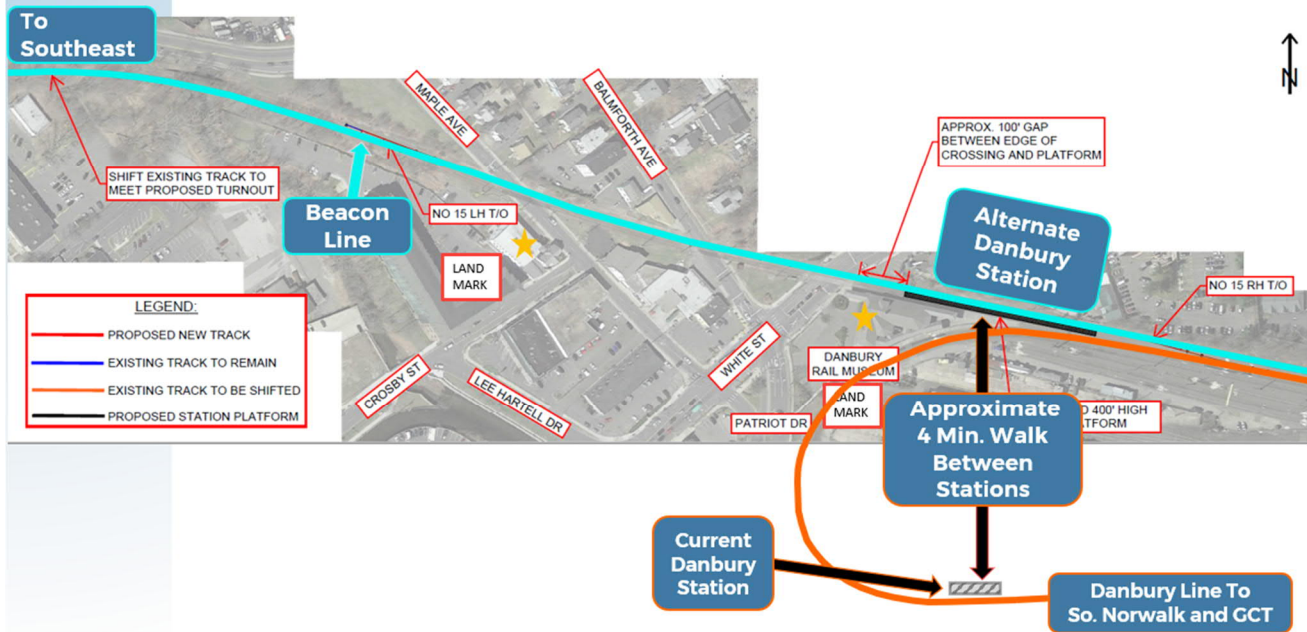 To
Southeast
N
MAPLE AVE
BALMFORTH AVE
APPROX. 100' GAP
BETWEEN EDGE OF
CROSSING AND PLATFORM
SHIFT EXISTING TRACK TO
MEET PROPOSED TURNOUT
Beacon
Line
NO 15 LH T/O
Alternate
Danbury
Station
NO 15 RH T/O
LAND
MARK
LEGEND:
PROPOSED NEW TRACK
EXISTING TRACK TO REMAIN
EXISTING TRACK TO BE SHIFTED
PROPOSED STATION PLATFORM
CROSBY ST
LEE HARTELL DR
WHITE ST
DANBURY
RAIL MUSEUM
LAND
MARK
PATRIOT DR
400' HIGH
Approximate
4 Min. Walk
Between
Stations
Current
Danbury
Station
Danbury Line To
So. Norwalk and GCT